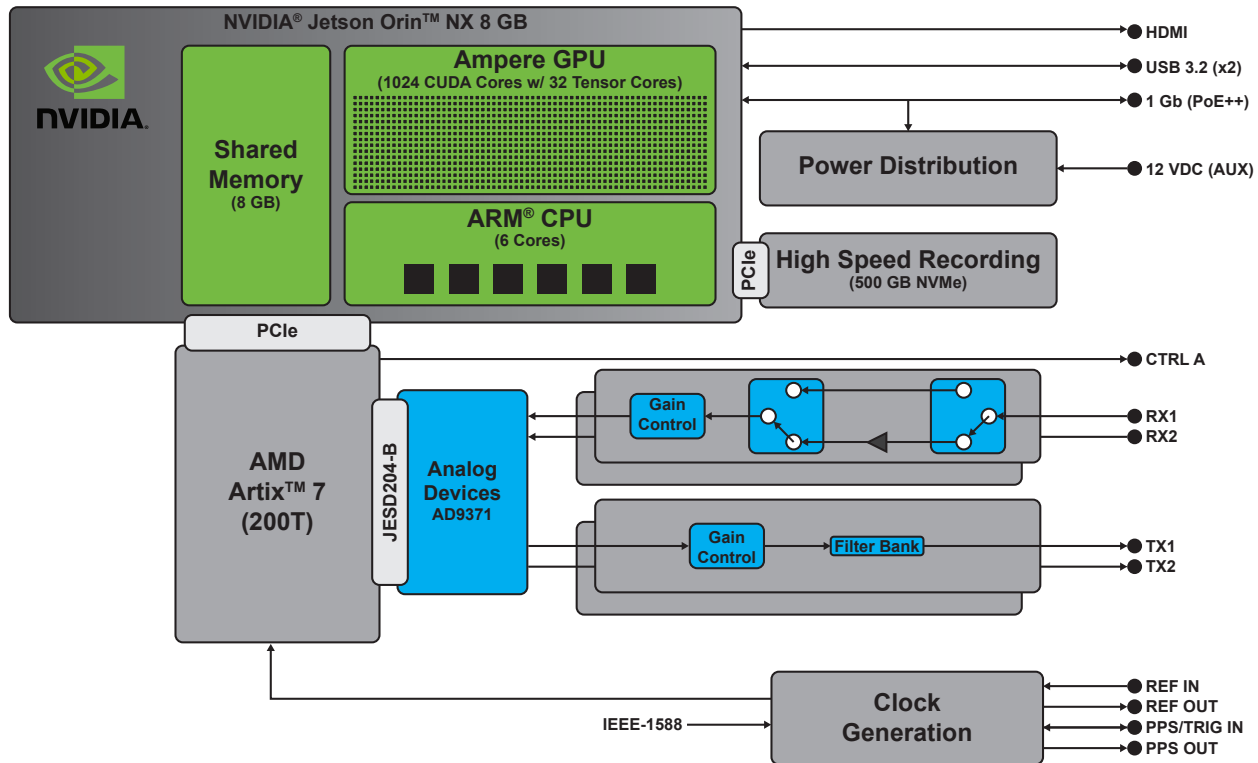 NVIDIA® Jetson Orin™ NX 8 GB
nVIDIA.
Shared
Memory
(8 GB)
Ampere GPU
(1024 CUDA Cores w/ 32 Tensor Cores)
ARM® CPU
(6 Cores)
HDMI
USB 3.2 (x2)
1 Gb (PoE++)
Power Distribution
12 VDC (AUX)
PCIe
High Speed Recording
(500 GB NVMe)
PCIe
CTRL A
AMD
Artix™ 7
(200T)
JESD204-B
Analog
Devices
AD9371
Gain
Control
RX1
RX2
Gain
Control
Filter Bank
TX1
TX2
Clock
Generation
IEEE-1588
REF IN
REF OUT
PPS/TRIG IN
PPS OUT